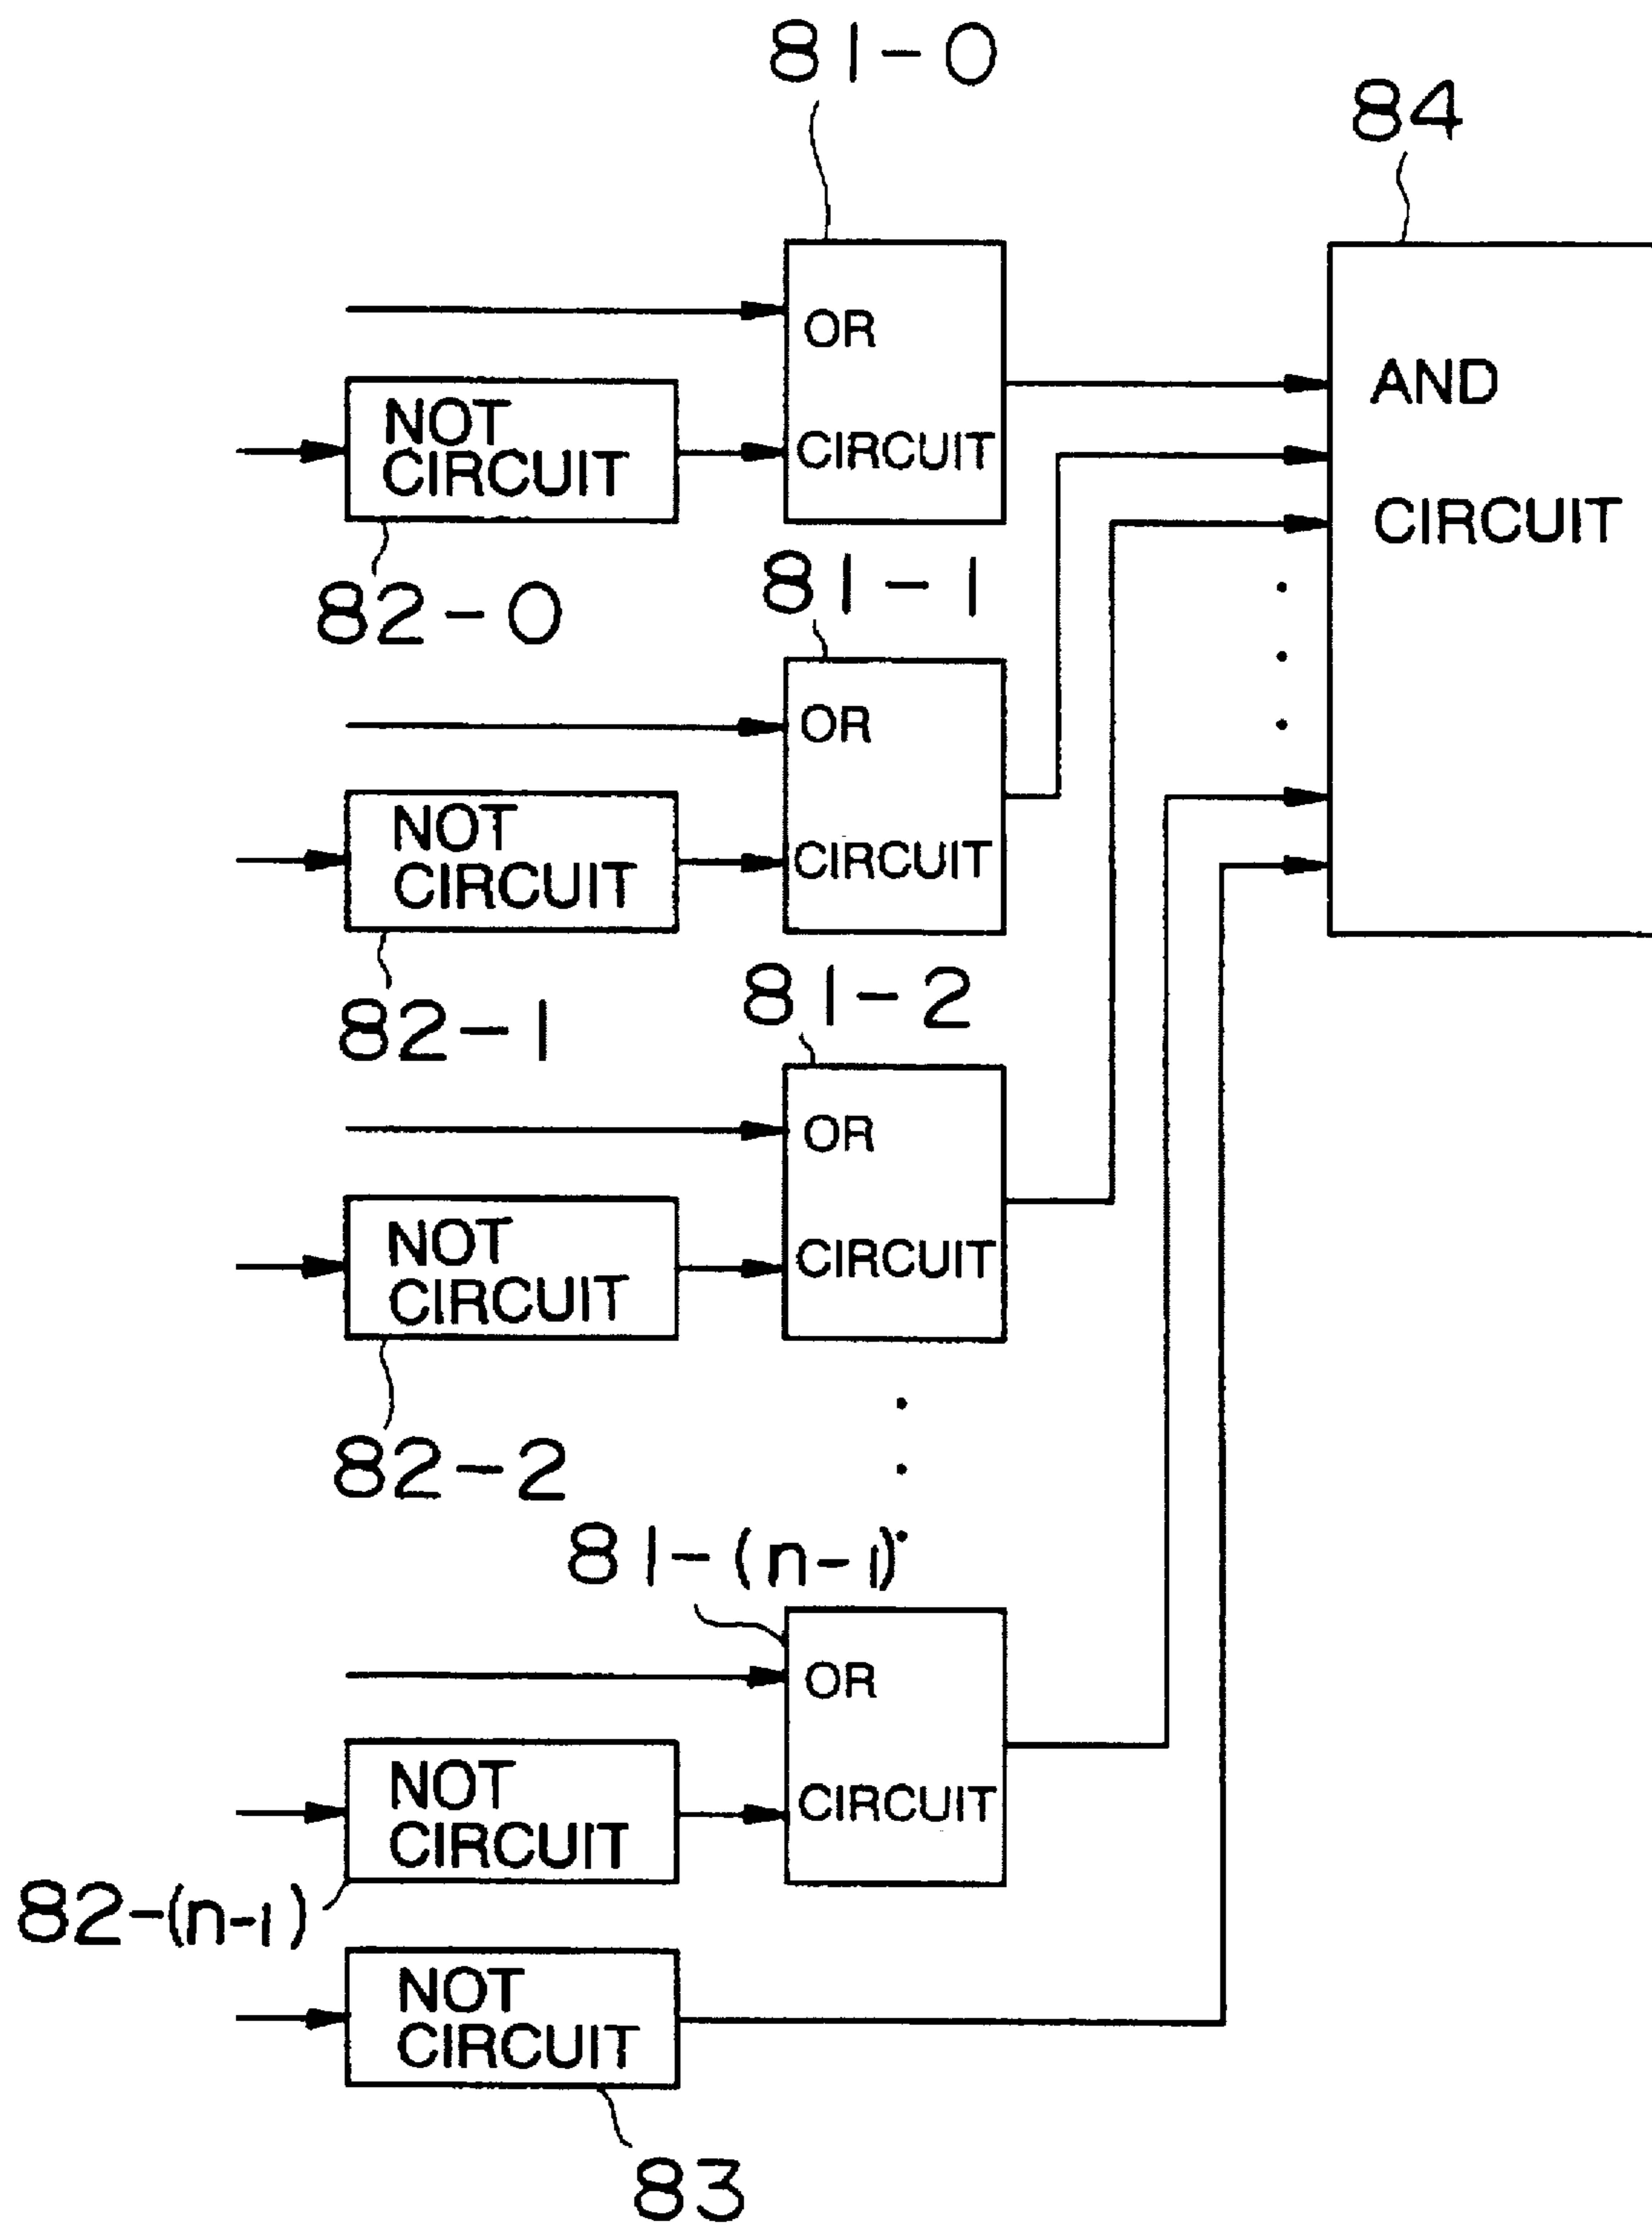 81-0
84
OR
CIRCUIT
AND
CIRCUIT
NOT
CIRCUIT
82-0
81-1
OR
CIRCUIT
NOT
CIRCUIT
82-1
81-2
OR
CIRCUIT
NOT
CIRCUIT
82-2
81-(n-1)
OR
CIRCUIT
NOT
CIRCUIT
82-(n-1)
NOT
CIRCUIT
83